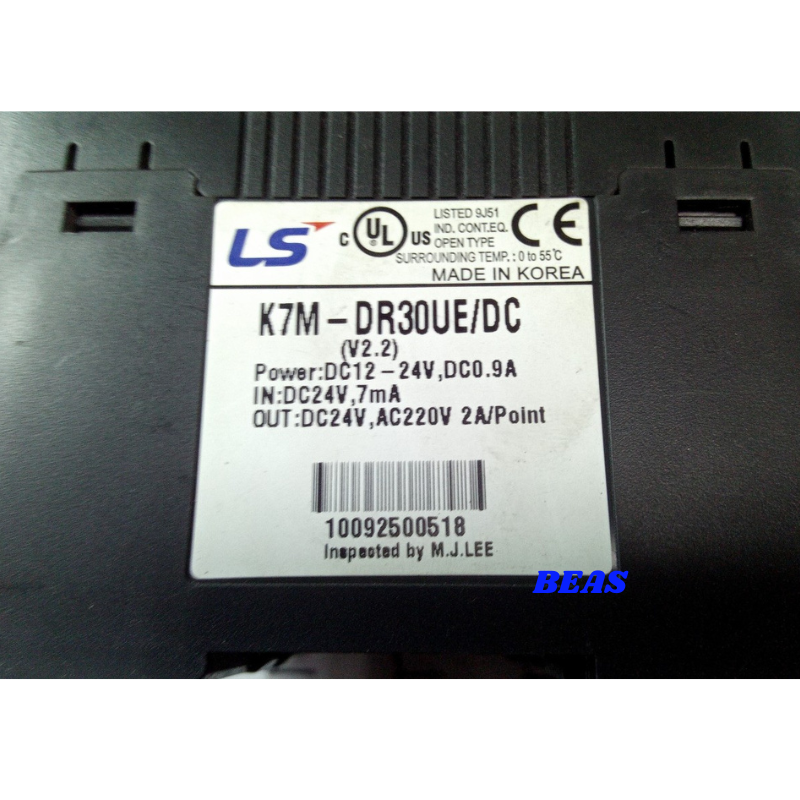 LS
C UL US
LISTED 9J51
IND. CONT.EQ.
OPEN TYPE
CE
SURROUNDING TEMP. : 0 to 55℃
MADE IN KOREA
K7M-DR30UE/DC
(V2.2)
Power:DC12-24V,DC0.9A
IN:DC24V,7mA
OUT:DC24V,AC220V 2A/Point
10092500518
Inspected by M.J.LEE
BEAS